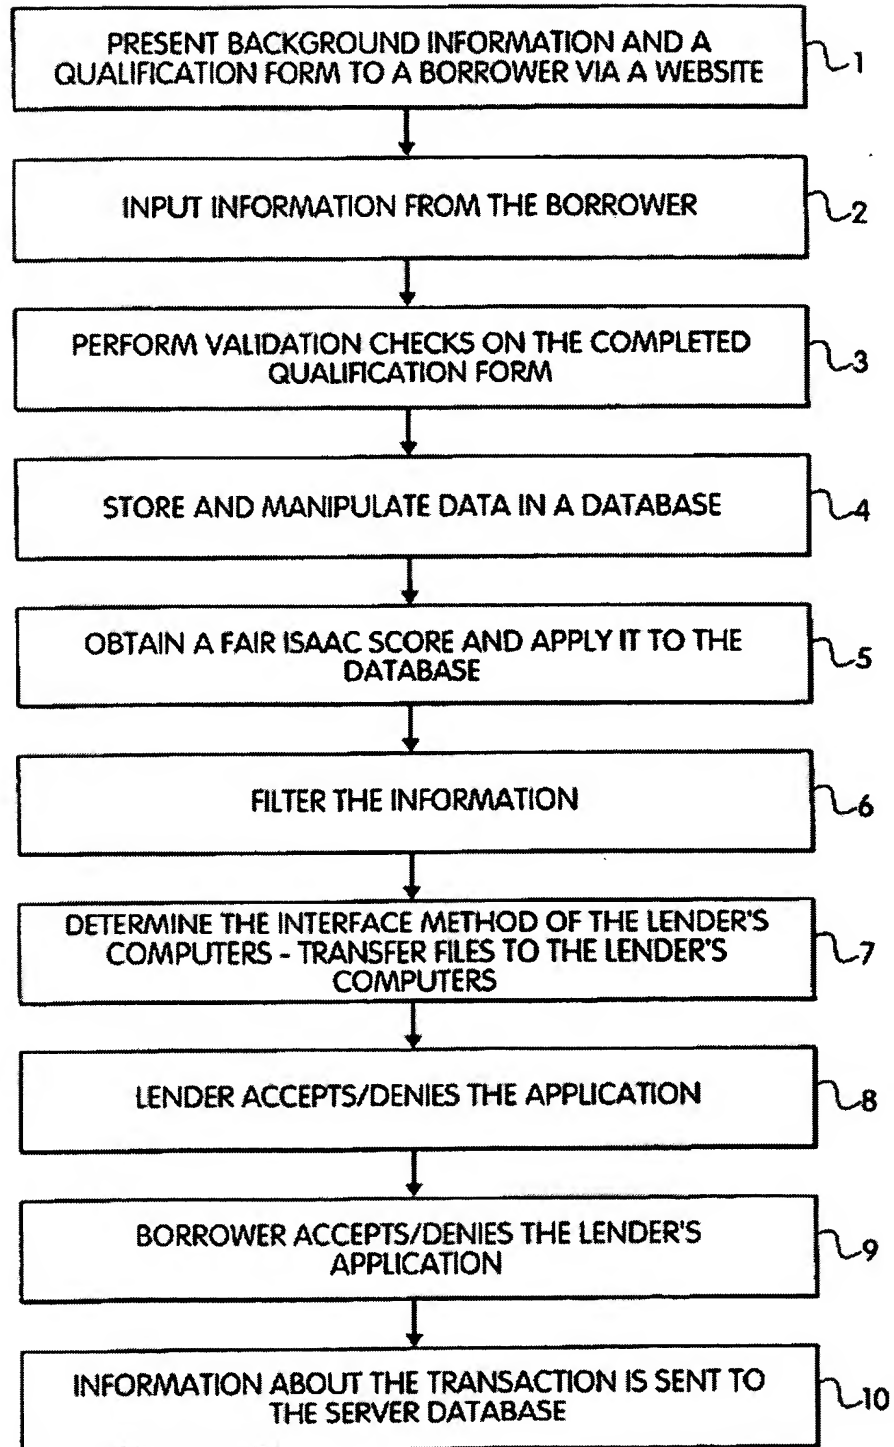 PRESENT BACKGROUND INFORMATION AND A
QUALIFICATION FORM TO A BORROWER VIA A WEBSITE
1
INPUT INFORMATION FROM THE BORROWER
2
PERFORM VALIDATION CHECKS ON THE COMPLETED
QUALIFICATION FORM
3
STORE AND MANIPULATE DATA IN A DATABASE
4
OBTAIN A FAIR ISAAC SCORE AND APPLY IT TO THE
DATABASE
5
FILTER THE INFORMATION
6
DETERMINE THE INTERFACE METHOD OF THE LENDER'S
COMPUTERS - TRANSFER FILES TO THE LENDER'S
COMPUTERS
7
LENDER ACCEPTS/DENIES THE APPLICATION
8
BORROWER ACCEPTS/DENIES THE LENDER'S
APPLICATION
9
INFORMATION ABOUT THE TRANSACTION IS SENT TO
THE SERVER DATABASE
10